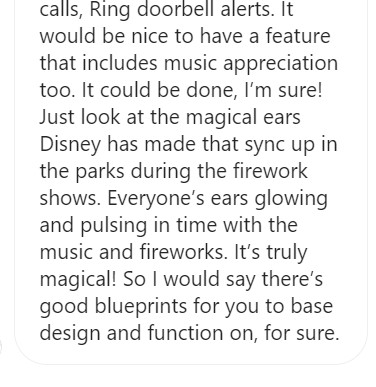 calls, Ring doorbell alerts. It
would be nice to have a feature
that includes music appreciation
too. It could be done, I’m sure!
Just look at the magical ears
Disney has made that sync up in
the parks during the firework
shows. Everyone’s ears glowing
and pulsing in time with the
music and fireworks. It’s truly
magical! So I would say there’s
good blueprints for you to base
design and function on, for sure.